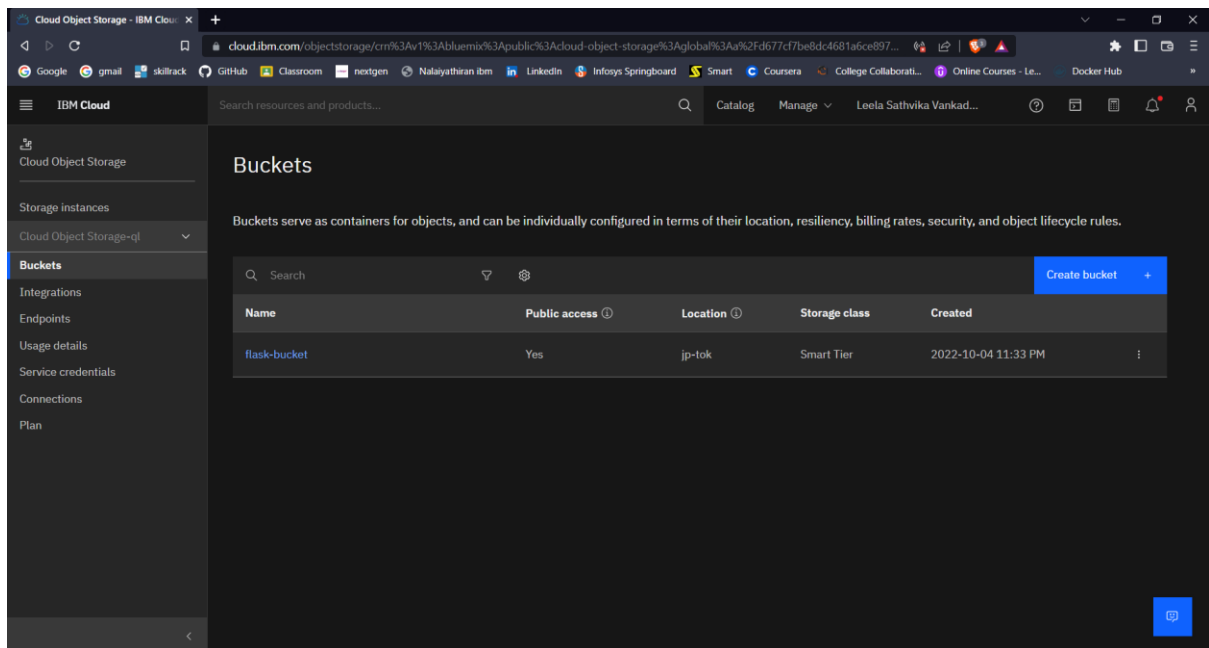 Cloud Object Storage - IBM Clou
cloud.ibm.com/objectstorage/crn%3Av1%3Abluemix%3Apublic%3Acloud-object-storage%3Aglobal%3Aa%2Fd677cf7be8dc4681a6ce897...
Google gmail skillrack GitHub Classroom nextgen Nalaiyathiran ibm LinkedIn Infosys Springboard Smart Coursera College Collaborati... Online Courses - Le... Docker Hub »
IBM Cloud Search resources and products... Catalog Manage Leela Sathvika Vankad...
Cloud Object Storage
Storage instances
Cloud Object Storage-ql
Buckets
Integrations
Endpoints
Usage details
Service credentials
Connections
Plan
Buckets
Buckets serve as containers for objects, and can be individually configured in terms of their location, resiliency, billing rates, security, and object lifecycle rules.
Search Create bucket +
Name Public access Location Storage class Created
flask-bucket Yes jp-tok Smart Tier 2022-10-04 11:33 PM